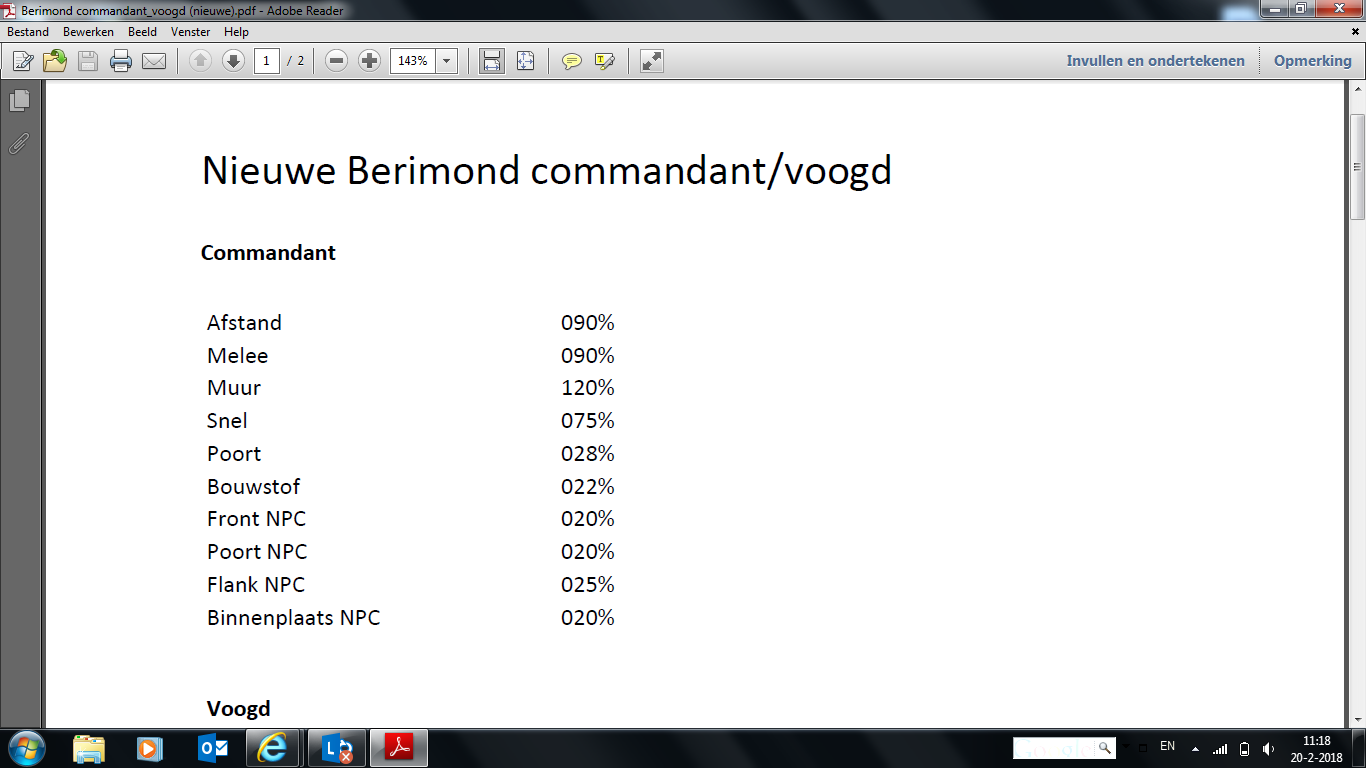 Berimond commandant_voogd (nieuwe).pdf - Adobe Reader
Bestand Bewerken Beeld Venster Help
1 / 2 143% Invullen en ondertekenen Opmerking
Nieuwe Berimond commandant/voogd
Commandant
Afstand 090%
Melee 090%
Muur 120%
Snel 075%
Poort 028%
Bouwstof 022%
Front NPC 020%
Poort NPC 020%
Flank NPC 025%
Binnenplaats NPC 020%
Voogd
EN 11:18
20-2-2018